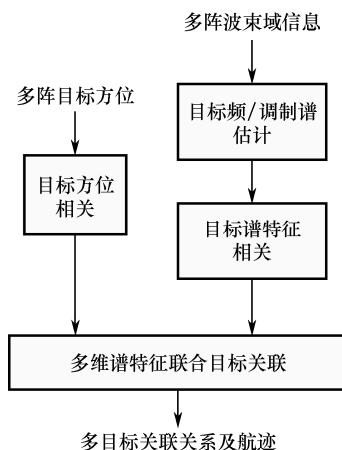 多阵波束域信息
多阵目标方位
目标频/调制谱
估计
目标方位
相关
目标谱特征
相关
多维谱特征联合目标关联
多目标关联关系及航迹